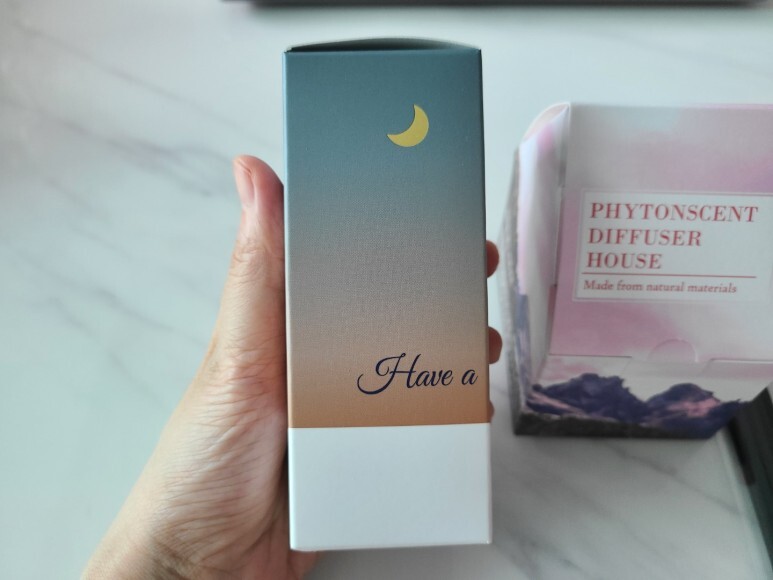 Have a
PHYTONSCENT
DIFFUSER
HOUSE
Made from natural materials